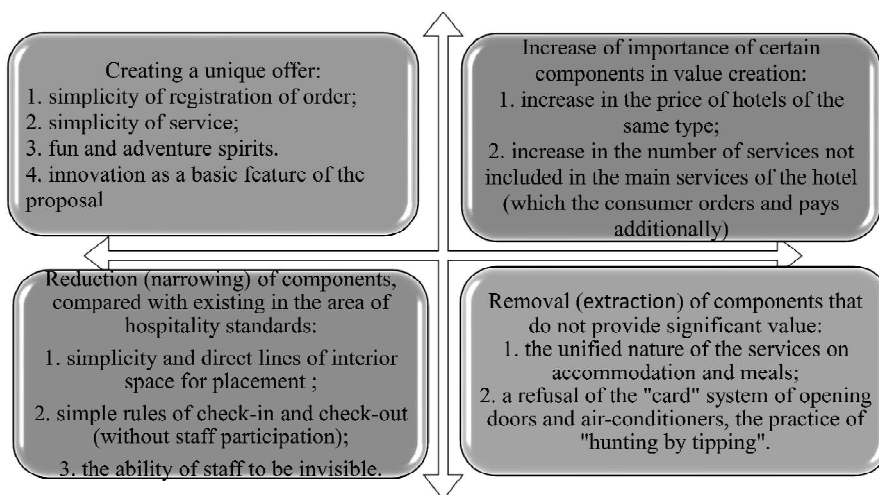 Creating a unique offer:
1. simplicity of registration of order;
2. simplicity of service;
3. fun and adventure spirits.
4. innovation as a basic feature of the
proposal
Increase of importance of certain
components in value creation:
1. increase in the price of hotels of the
same type;
2. increase in the number of services not
included in the main services of the hotel
(which the consumer orders and pays
additionally)
Reduction (narrowing) of components,
compared with existing in the area of
hospitality standards:
1. simplicity and direct lines of interior
space for placement ;
2. simple rules of check-in and check-out
(without staff participation);
3. the ability of staff to be invisible.
Removal (extraction) of components that
do not provide significant value:
1. the unified nature of the services on
accommodation and meals;
2. a refusal of the "card" system of opening
doors and air-conditioners, the practice of
"hunting by tipping".